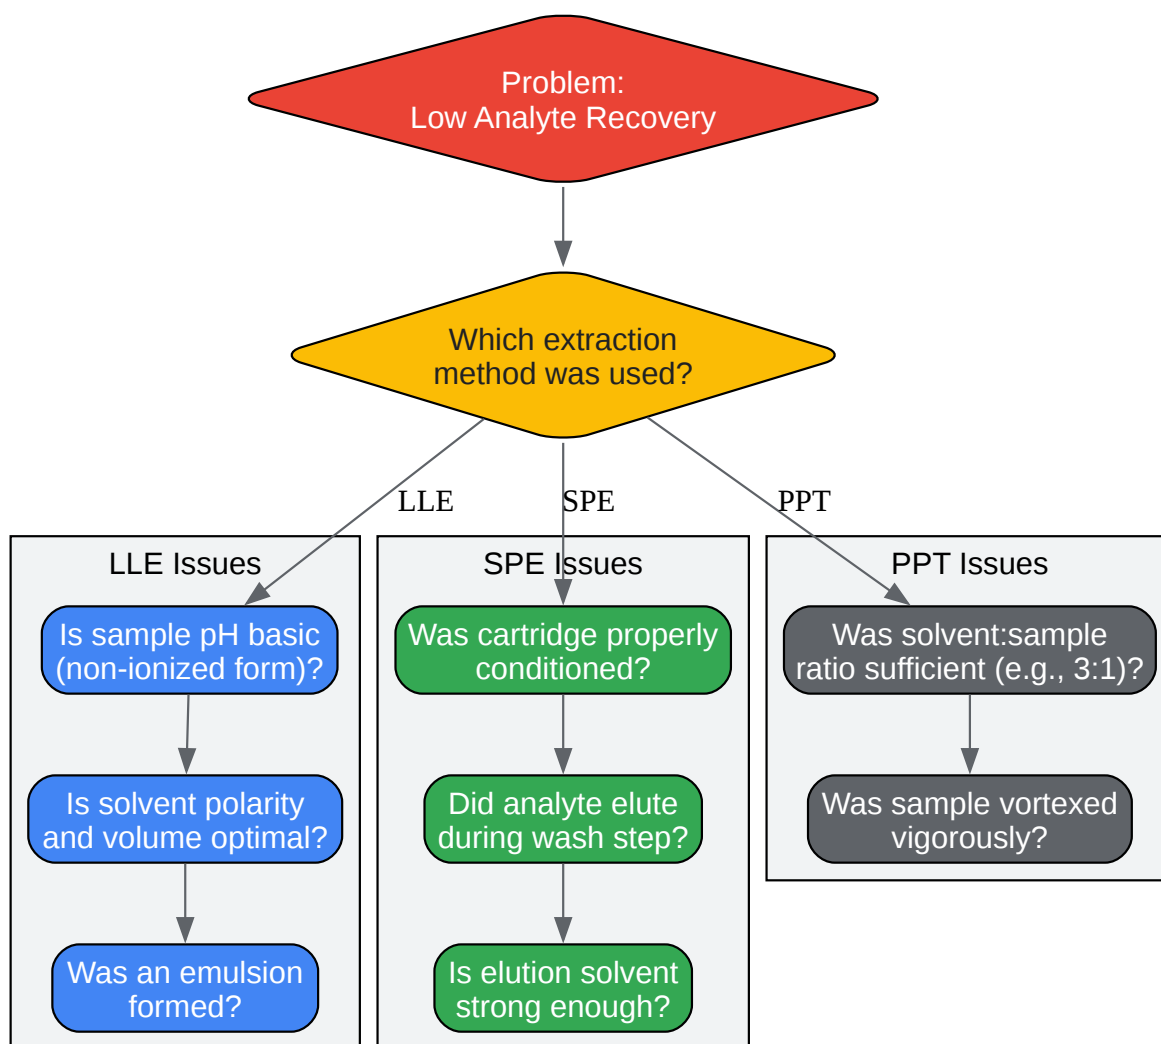 Problem:
Low Analyte Recovery
Which extraction
method was used?
LLE
SPE
PPT
LLE Issues
Is sample pH basic
(non-ionized form)?
Is solvent polarity
and volume optimal?
Was an emulsion
formed?
SPE Issues
Was cartridge properly
conditioned?
Did analyte elute
during wash step?
Is elution solvent
strong enough?
PPT Issues
Was solvent:sample
ratio sufficient (e.g., 3:1)?
Was sample vortexed
vigorously?